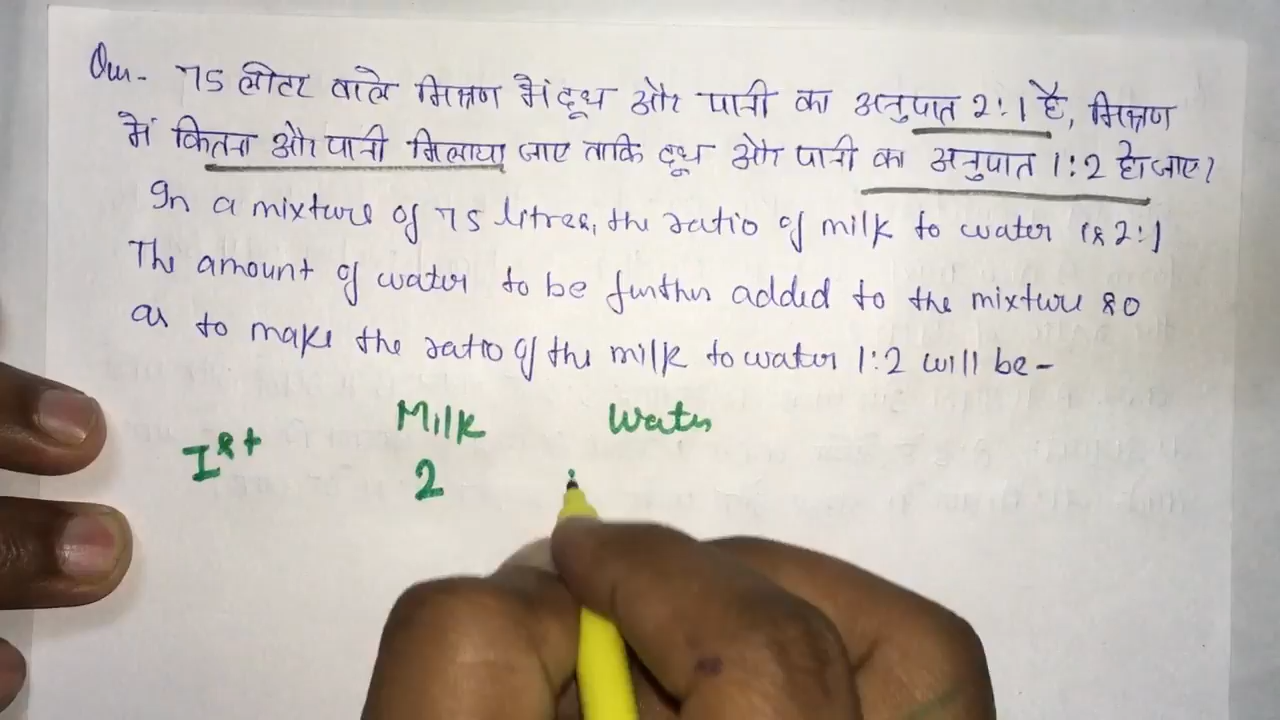 Que- 75 लीटर वाले मिश्रण में दूध और पानी का अनुपात 2:1 है, मिश्रण
में कितना और पानी मिलाया जाए ताकि दूध और पानी का अनुपात 1:2 हो जाए?
In a mixture of 75 litres, the ratio of milk to water is 2:1
The amount of water to be further added to the mixture so
as to make the ratio of the milk to water 1:2 will be-
Milk Water
Ist 2 :